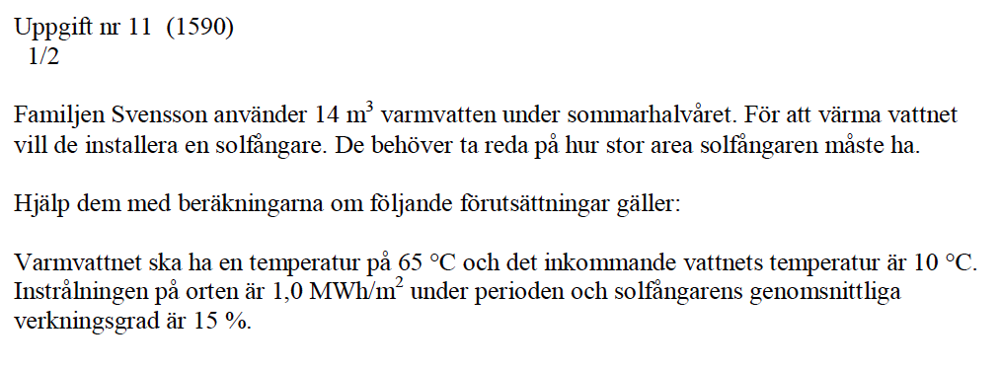 Uppgift nr 11 (1590)
1/2
Familjen Svensson använder 14 m³ varmvatten under sommarhalvåret. För att värma vattnet
vill de installera en solfångare. De behöver ta reda på hur stor area solfångaren måste ha.
Hjälp dem med beräkningarna om följande förutsättningar gäller:
Varmvattnet ska ha en temperatur på 65 °C och det inkommande vattnets temperatur är 10 °C.
Instrålningen på orten är 1,0 MWh/m² under perioden och solfångarens genomsnittliga
verkningsgrad är 15 %.